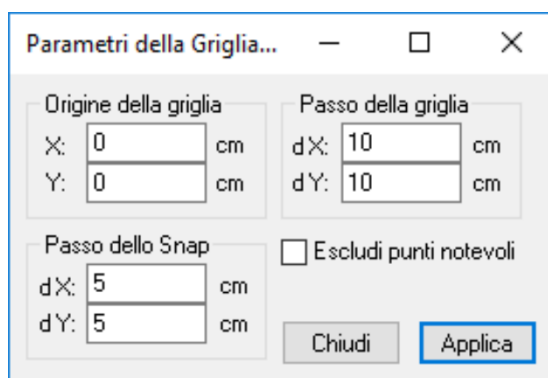 Parametri della Griglia...
Origine della griglia
X: 0 cm
Y: 0 cm
Passo della griglia
dX: 10 cm
dY: 10 cm
Passo dello Snap
dX: 5 cm
dY: 5 cm
Escludi punti notevoli
Chiudi Applica